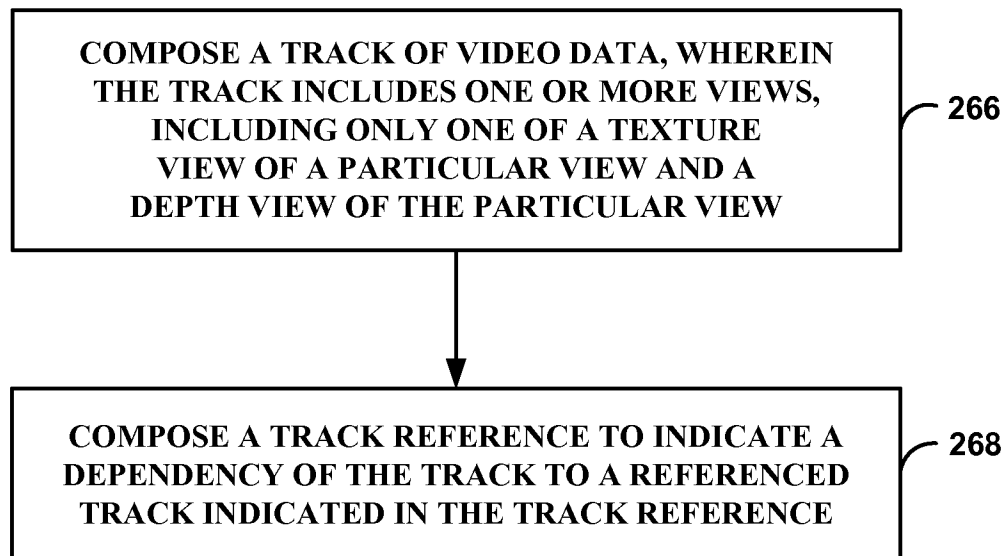 COMPOSE A TRACK OF VIDEO DATA, WHEREIN
THE TRACK INCLUDES ONE OR MORE VIEWS,
INCLUDING ONLY ONE OF A TEXTURE
VIEW OF A PARTICULAR VIEW AND A
DEPTH VIEW OF THE PARTICULAR VIEW
266
COMPOSE A TRACK REFERENCE TO INDICATE A
DEPENDENCY OF THE TRACK TO A REFERENCED
TRACK INDICATED IN THE TRACK REFERENCE
268